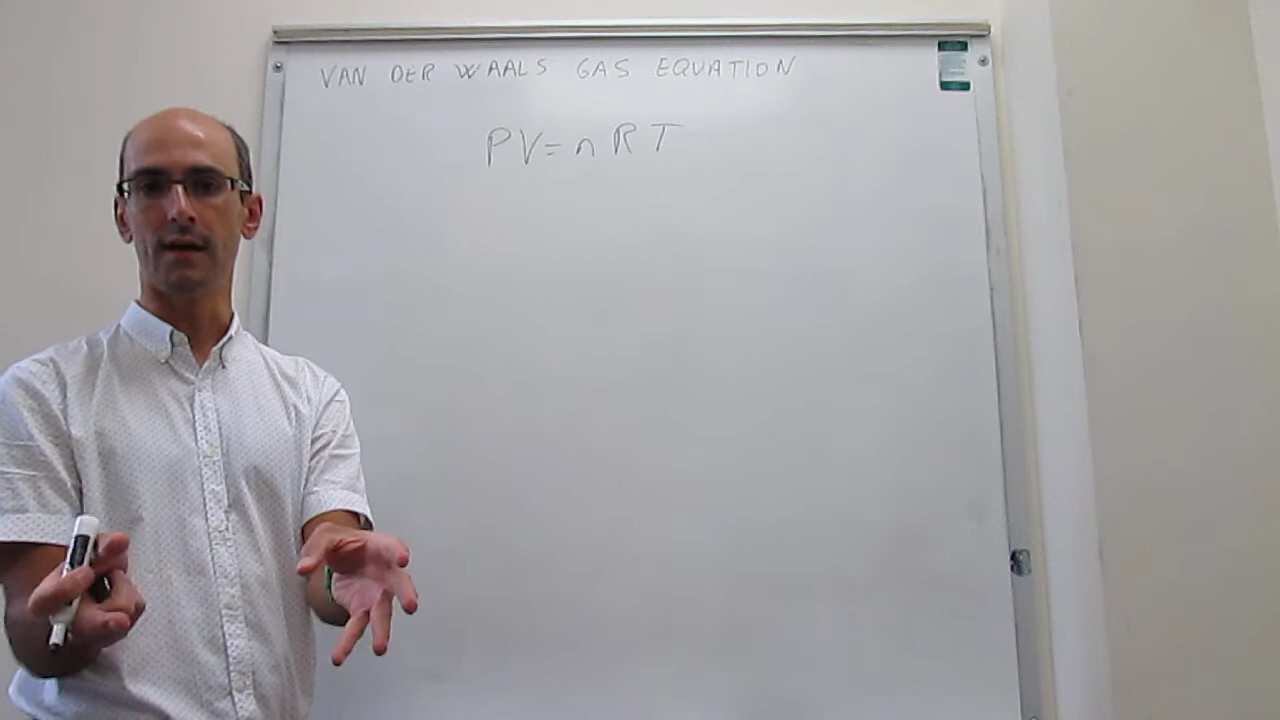 VAN DER WAALS GAS EQUATION
PV=nRT